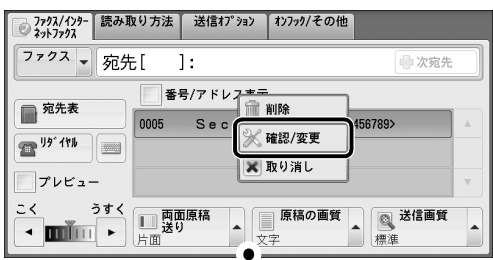 ファクス/インター
ネットファクス
読み取り方法
送信オプション
オンフック/その他
ファクス
宛先[ ]:
次宛先
番号/アドレス表示
宛先表
リダイヤル
プレビュー
0005 Sec 456789>
削除
確認/変更
取り消し
こく うすく
両面原稿
送り
片面
原稿の画質
文字
送信画質
標準